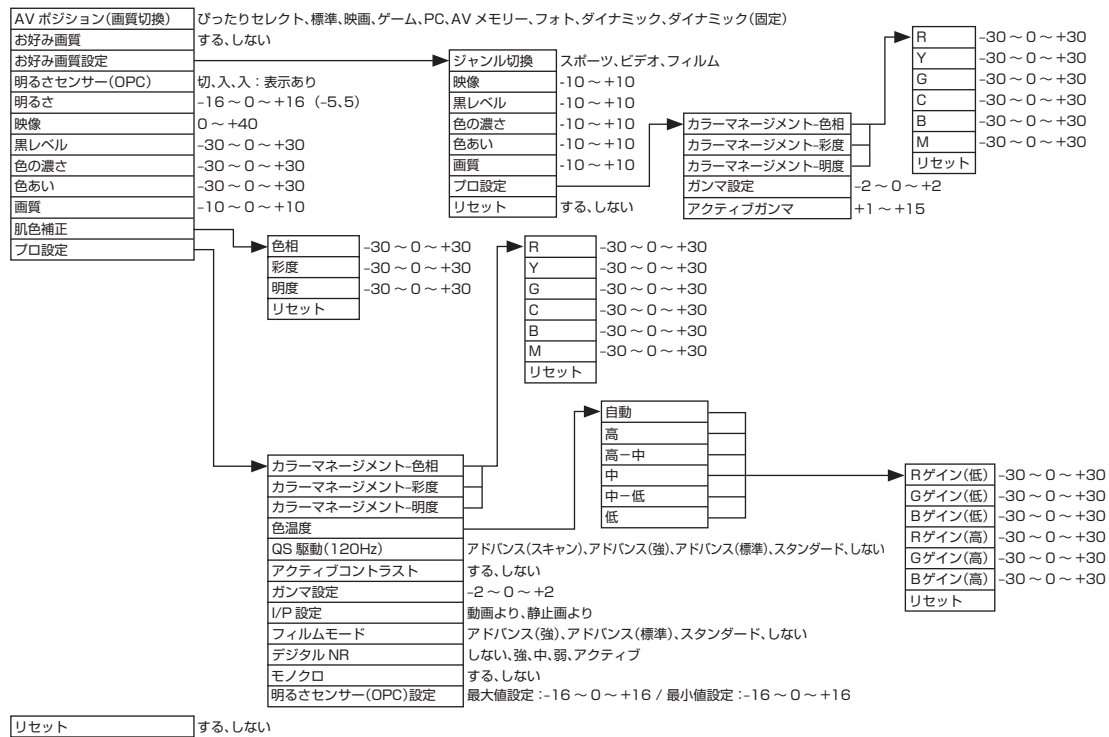 AV ポジション(画質切換) ぴったりセレクト、標準、映画、ゲーム、PC、AV メモリー、フォト、ダイナミック、ダイナミック(固定)
お好み画質 する、しない
お好み画質設定
明るさセンサー(OPC) 切、入、入：表示あり
明るさ –16～0～+16 (–5、5)
映像 0～+40
黒レベル –30～0～+30
色の濃さ –30～0～+30
色あい –30～0～+30
画質 –10～0～+10
肌色補正
プロ設定
ジャンル切換 スポーツ、ビデオ、フィルム
映像 -10～+10
黒レベル -10～+10
色の濃さ -10～+10
色あい -10～+10
画質 -10～+10
プロ設定
リセット する、しない
カラーマネージメント–色相
カラーマネージメント–彩度
カラーマネージメント–明度
ガンマ設定 –2～0～+2
アクティブガンマ +1～+15
R –30～0～+30
Y –30～0～+30
G –30～0～+30
C –30～0～+30
B –30～0～+30
M –30～0～+30
リセット
色相 –30～0～+30
彩度 –30～0～+30
明度 –30～0～+30
リセット
R –30～0～+30
Y –30～0～+30
G –30～0～+30
C –30～0～+30
B –30～0～+30
M –30～0～+30
リセット
カラーマネージメント–色相
カラーマネージメント–彩度
カラーマネージメント–明度
色温度
QS 駆動(120Hz) アドバンス(スキャン)、アドバンス(強)、アドバンス(標準)、スタンダード、しない
アクティブコントラスト する、しない
ガンマ設定 –2～0～+2
I/P 設定 動画より、静止画より
フィルムモード アドバンス(強)、アドバンス(標準)、スタンダード、しない
デジタル NR しない、強、中、弱、アクティブ
モノクロ する、しない
明るさセンサー(OPC)設定 最大値設定：–16～0～+16 / 最小値設定：–16～0～+16
自動
高
高－中
中
中－低
低
Rゲイン(低) –30～0～+30
Gゲイン(低) –30～0～+30
Bゲイン(低) –30～0～+30
Rゲイン(高) –30～0～+30
Gゲイン(高) –30～0～+30
Bゲイン(高) –30～0～+30
リセット
リセット する、しない